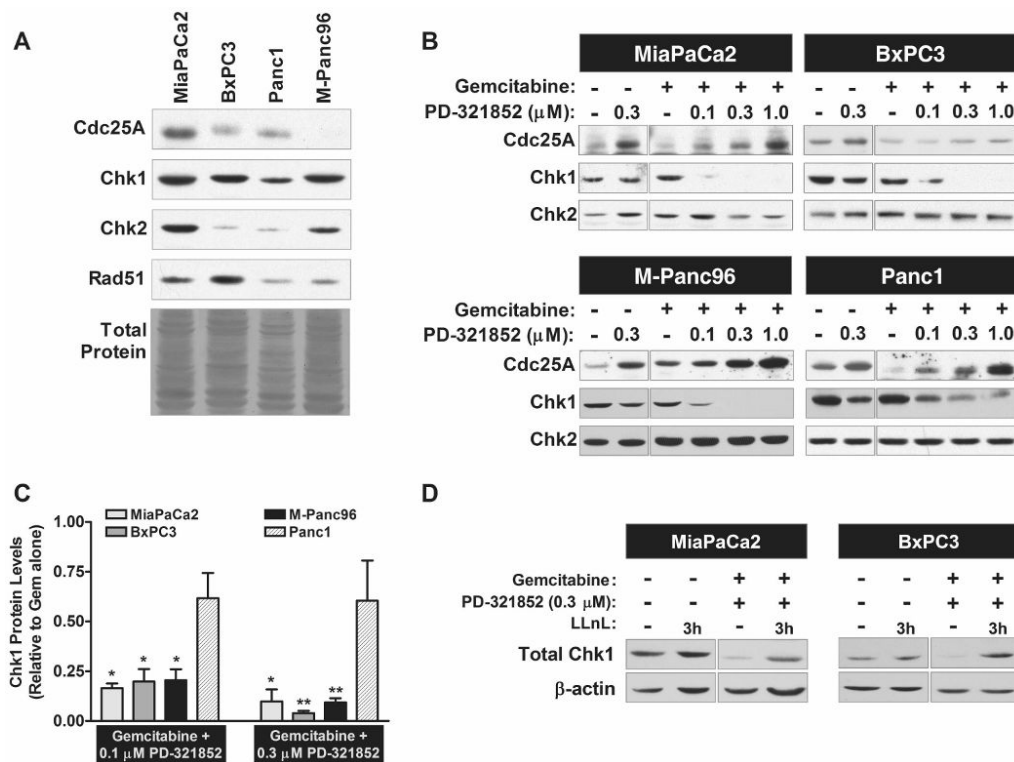 A
MiaPaCa2
BxPC3
Panc1
M-Panc96
Cdc25A
Chk1
Chk2
Rad51
Total
Protein
B
MiaPaCa2
Gemcitabine: - - + + + +
PD-321852 (μM): - 0.3 - 0.1 0.3 1.0
Cdc25A
Chk1
Chk2
BxPC3
- - + + + +
- 0.3 - 0.1 0.3 1.0
M-Panc96
Gemcitabine: - - + + + +
PD-321852 (μM): - 0.3 - 0.1 0.3 1.0
Cdc25A
Chk1
Chk2
Panc1
- - + + + +
- 0.3 - 0.1 0.3 1.0
C
MiaPaCa2
M-Panc96
BxPC3
Panc1
Chk1 Protein Levels
(Relative to Gem alone)
1.00
0.75
0.50
0.25
0.00
* * *
* ** **
Gemcitabine +
0.1 μM PD-321852
Gemcitabine +
0.3 μM PD-321852
D
MiaPaCa2
Gemcitabine: - - + +
PD-321852 (0.3 μM): - - + +
LLnL: - 3h - 3h
Total Chk1
β-actin
BxPC3
- - + +
- - + +
- 3h - 3h